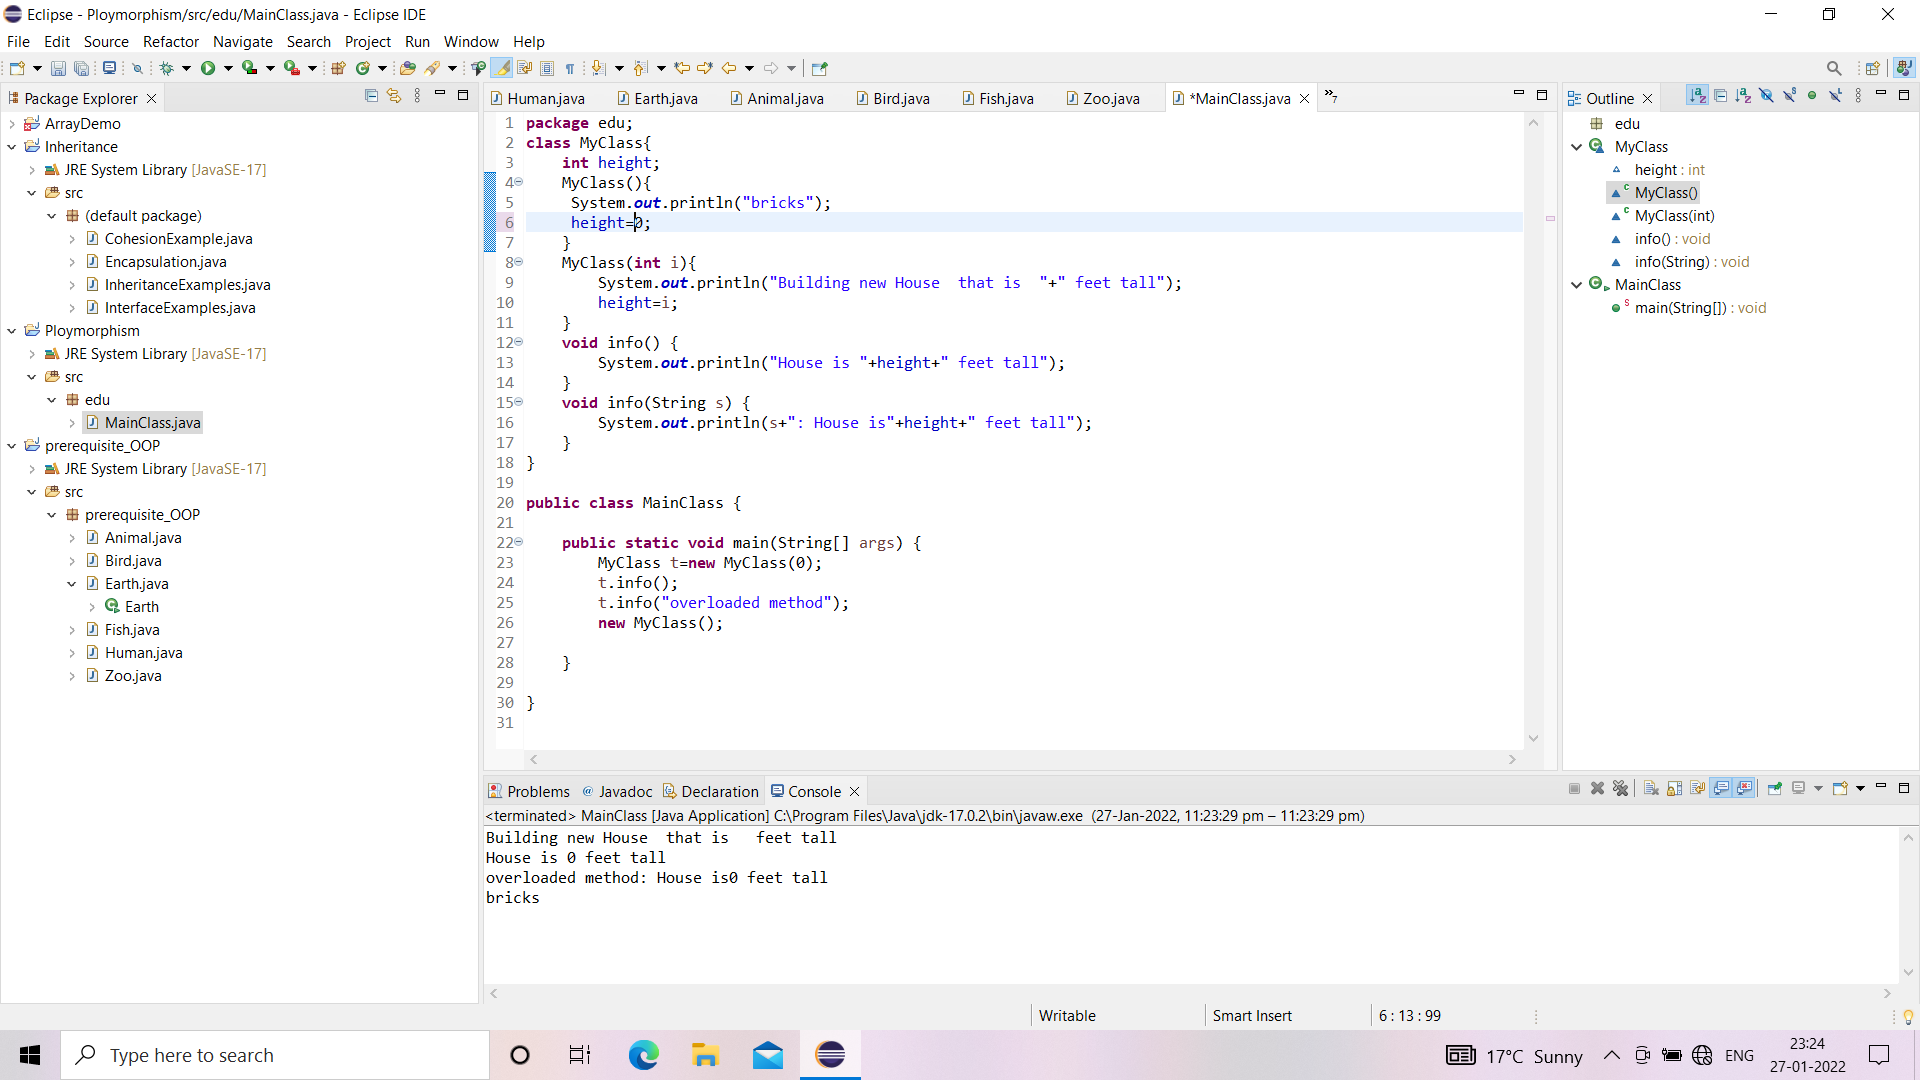 Eclipse - Ploymorphism/src/edu/MainClass.java - Eclipse IDE
File Edit Source Refactor Navigate Search Project Run Window Help
Package Explorer
ArrayDemo
Inheritance
JRE System Library [JavaSE-17]
src
(default package)
CohesionExample.java
Encapsulation.java
InheritanceExamples.java
InterfaceExamples.java
Ploymorphism
JRE System Library [JavaSE-17]
src
edu
MainClass.java
prerequisite_OOP
JRE System Library [JavaSE-17]
src
prerequisite_OOP
Animal.java
Bird.java
Earth.java
Earth
Fish.java
Human.java
Zoo.java
Human.java Earth.java Animal.java Bird.java Fish.java Zoo.java *MainClass.java »7
1 package edu;
2 class MyClass{
3 int height;
4 MyClass(){
5 System.out.println("bricks");
6 height=0;
7 }
8 MyClass(int i){
9 System.out.println("Building new House  that is  "+" feet tall");
10 height=i;
11 }
12 void info() {
13 System.out.println("House is "+height+" feet tall");
14 }
15 void info(String s) {
16 System.out.println(s+": House is"+height+" feet tall");
17 }
18 }
19
20 public class MainClass {
21
22 public static void main(String[] args) {
23 MyClass t=new MyClass(0);
24 t.info();
25 t.info("overloaded method");
26 new MyClass();
27
28 }
29
30 }
31
Outline
edu
MyClass
height : int
MyClass()
MyClass(int)
info() : void
info(String) : void
MainClass
main(String[]) : void
Problems @ Javadoc Declaration Console
<terminated> MainClass [Java Application] C:\Program Files\Java\jdk-17.0.2\bin\javaw.exe (27-Jan-2022, 11:23:29 pm – 11:23:29 pm)
Building new House  that is   feet tall
House is 0 feet tall
overloaded method: House is0 feet tall
bricks
Writable Smart Insert 6 : 13 : 99
Type here to search
17°C Sunny
ENG
23:24
27-01-2022